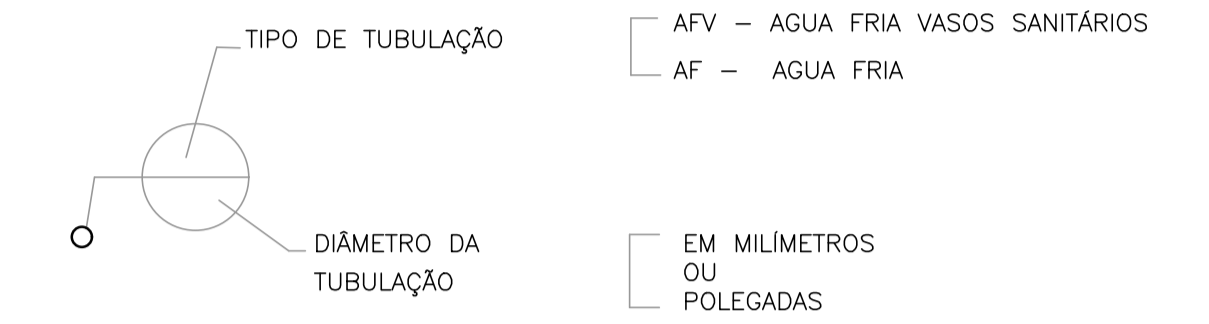 TIPO DE TUBULAÇÃO
AFV - AGUA FRIA VASOS SANITÁRIOS
AF - AGUA FRIA
DIÂMETRO DA
TUBULAÇÃO
EM MILÍMETROS
OU
POLEGADAS